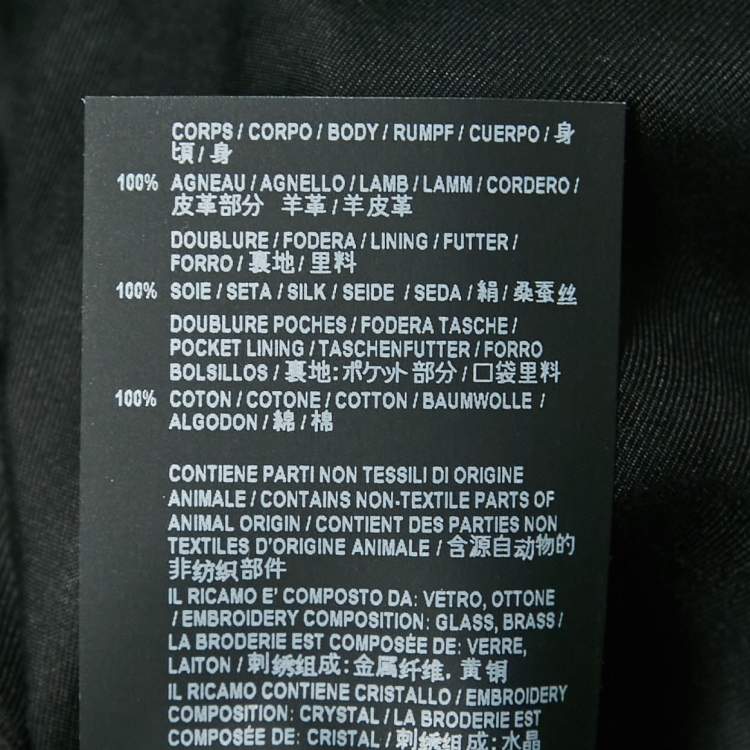 CORPS / CORPO / BODY / RUMPF / CUERPO / 身
頃 / 身
100% AGNEAU / AGNELLO / LAMB / LAMM / CORDERO /
皮革部分 羊革 / 羊皮革
DOUBLURE / FODERA / LINING / FUTTER /
FORRO / 裏地 / 里料
100% SOIE / SETA / SILK / SEIDE / SEDA / 絹 / 桑蚕丝
DOUBLURE POCHES / FODERA TASCHE /
POCKET LINING / TASCHENFUTTER / FORRO
BOLSILLOS / 裏地:ポケット部分 / 口袋里料
100% COTON / COTONE / COTTON / BAUMWOLLE /
ALGODON / 綿 / 棉
CONTIENE PARTI NON TESSILI DI ORIGINE
ANIMALE / CONTAINS NON-TEXTILE PARTS OF
ANIMAL ORIGIN / CONTIENT DES PARTIES NON
TEXTILES D'ORIGINE ANIMALE / 含源自动物的
非纺织部件
IL RICAMO E' COMPOSTO DA: VETRO, OTTONE
/ EMBROIDERY COMPOSITION: GLASS, BRASS /
LA BRODERIE EST COMPOSÉE DE: VERRE,
LAITON / 刺绣组成:金属纤维, 黄铜
IL RICAMO CONTIENE CRISTALLO / EMBROIDERY
COMPOSITION: CRYSTAL / LA BRODERIE EST
COMPOSÉE DE: CRISTAL / 刺绣组成:水晶